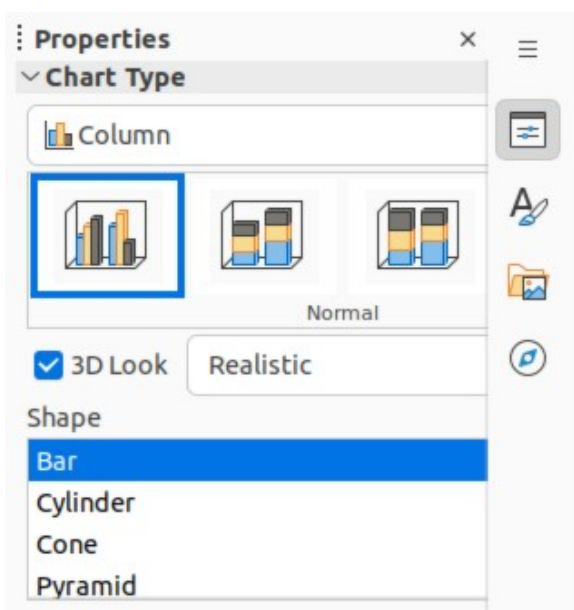 Properties
Chart Type
Column
Normal
3D Look Realistic
Shape
Bar
Cylinder
Cone
Pyramid